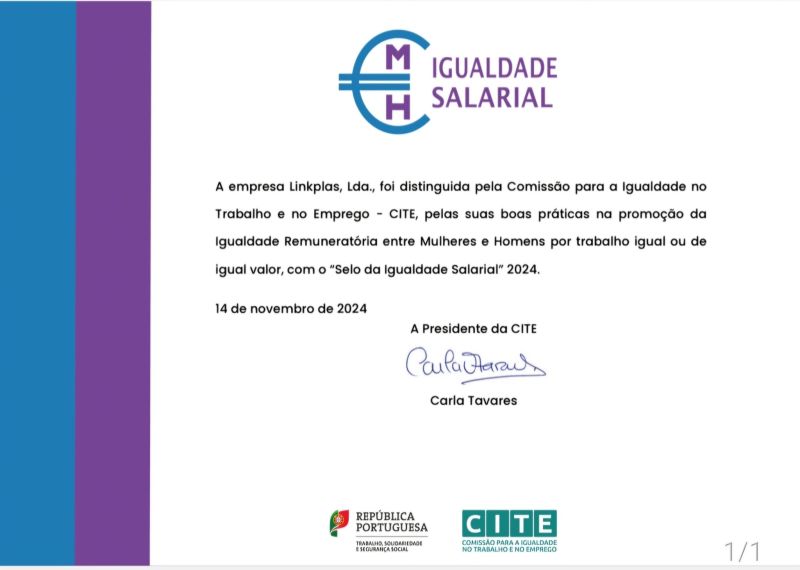 M
H
IGUALDADE
SALARIAL
A empresa Linkplas, Lda., foi distinguida pela Comissão para a Igualdade no
Trabalho e no Emprego - CITE, pelas suas boas práticas na promoção da
Igualdade Remuneratória entre Mulheres e Homens por trabalho igual ou de
igual valor, com o “Selo da Igualdade Salarial” 2024.
14 de novembro de 2024
A Presidente da CITE
Carla Tavares
Carla Tavares
REPÚBLICA
PORTUGUESA
TRABALHO, SOLIDARIEDADE
E SEGURANÇA SOCIAL
CITE
COMISSÃO PARA A IGUALDADE
NO TRABALHO E NO EMPREGO
1/1